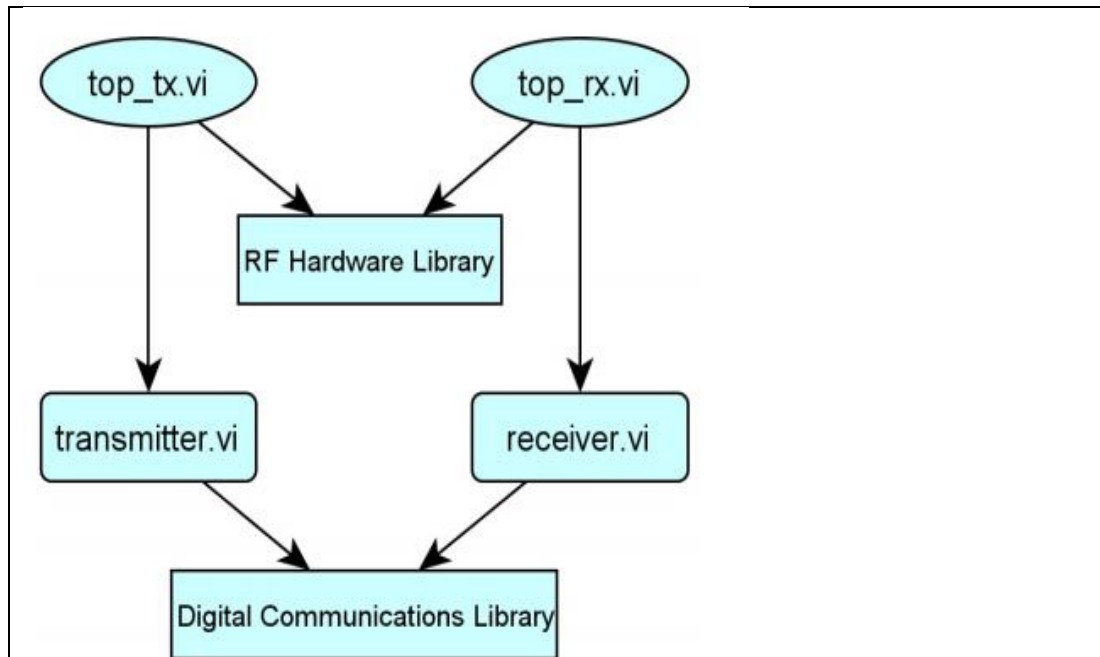 top_tx.vi
top_rx.vi
RF Hardware Library
transmitter.vi
receiver.vi
Digital Communications Library